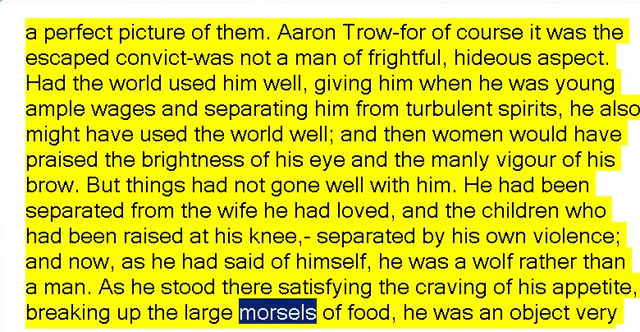 a perfect picture of them. Aaron Trow-for of course it was the
escaped convict-was not a man of frightful, hideous aspect.
Had the world used him well, giving him when he was young
ample wages and separating him from turbulent spirits, he also
might have used the world well; and then women would have
praised the brightness of his eye and the manly vigour of his
brow. But things had not gone well with him. He had been
separated from the wife he had loved, and the children who
had been raised at his knee,- separated by his own violence;
and now, as he had said of himself, he was a wolf rather than
a man. As he stood there satisfying the craving of his appetite,
breaking up the large morsels of food, he was an object very